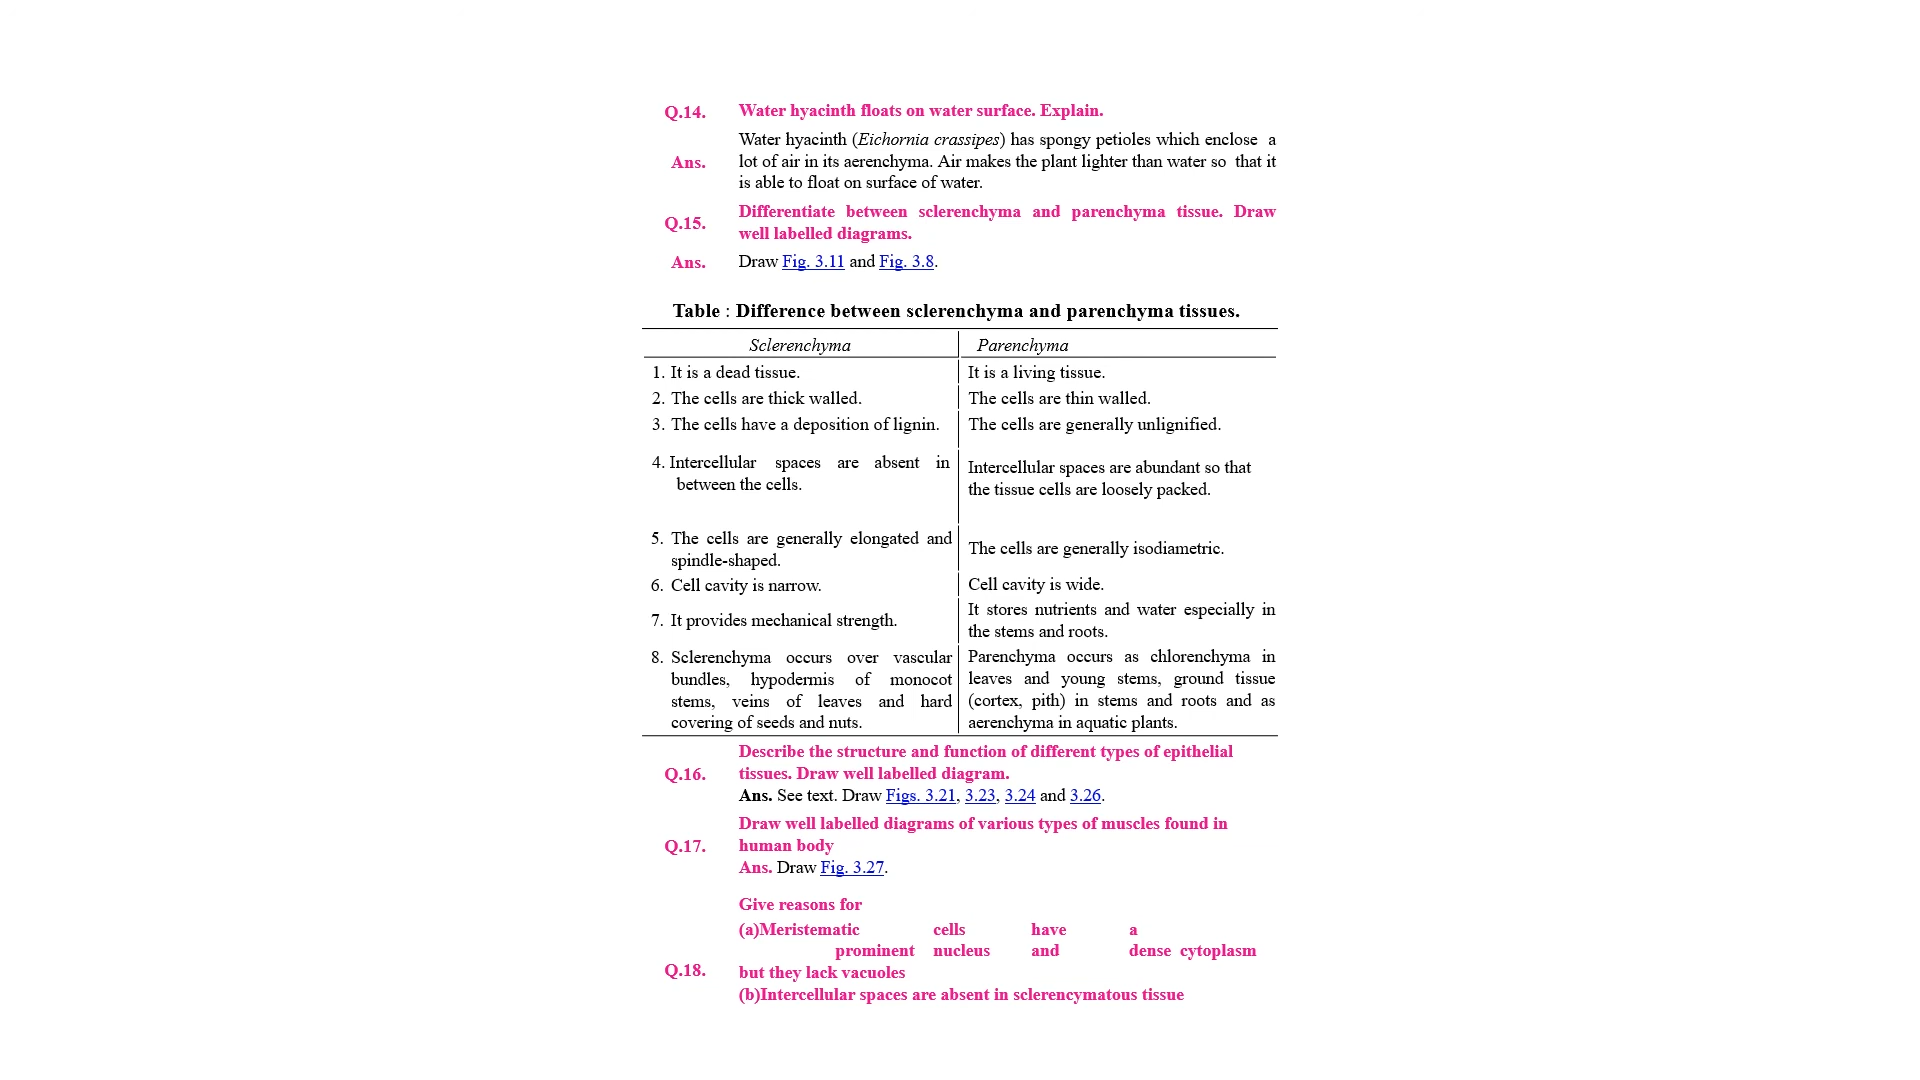 Q.14. Water hyacinth floats on water surface. Explain.
Water hyacinth (Eichornia crassipes) has spongy petioles which enclose a
Ans. lot of air in its aerenchyma. Air makes the plant lighter than water so that it
is able to float on surface of water.
Differentiate between sclerenchyma and parenchyma tissue. Draw
Q.15.
well labelled diagrams.
Ans. Draw Fig. 3.11 and Fig. 3.8.
Table : Difference between sclerenchyma and parenchyma tissues.
Sclerenchyma Parenchyma
1. It is a dead tissue. It is a living tissue.
2. The cells are thick walled. The cells are thin walled.
3. The cells have a deposition of lignin. The cells are generally unlignified.
4. Intercellular spaces are absent in
between the cells.
Intercellular spaces are abundant so that
the tissue cells are loosely packed.
5. The cells are generally elongated and
spindle-shaped.
The cells are generally isodiametric.
6. Cell cavity is narrow. Cell cavity is wide.
7. It provides mechanical strength.
It stores nutrients and water especially in
the stems and roots.
8. Sclerenchyma occurs over vascular
bundles, hypodermis of monocot
stems, veins of leaves and hard
covering of seeds and nuts.
Parenchyma occurs as chlorenchyma in
leaves and young stems, ground tissue
(cortex, pith) in stems and roots and as
aerenchyma in aquatic plants.
Describe the structure and function of different types of epithelial
Q.16. tissues. Draw well labelled diagram.
Ans. See text. Draw Figs. 3.21, 3.23, 3.24 and 3.26.
Draw well labelled diagrams of various types of muscles found in
Q.17. human body
Ans. Draw Fig. 3.27.
Give reasons for
(a)Meristematic cells have a
prominent nucleus and dense cytoplasm
Q.18. but they lack vacuoles
(b)Intercellular spaces are absent in sclerencymatous tissue